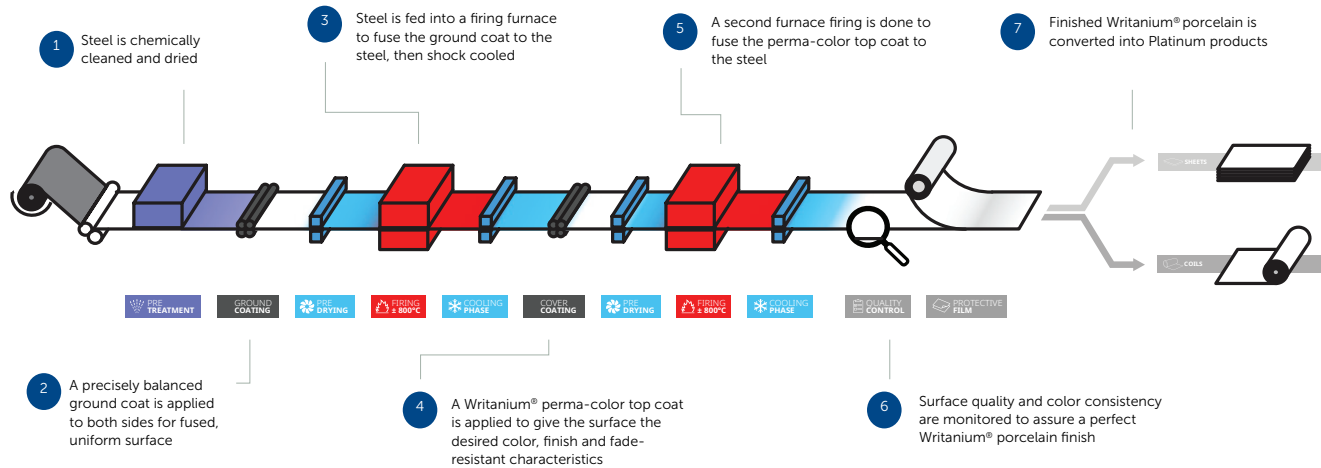 1
Steel is chemically
cleaned and dried
3
Steel is fed into a firing furnace
to fuse the ground coat to the
steel, then shock cooled
5
A second furnace firing is done to
fuse the perma-color top coat to
the steel
7
Finished Writanium® porcelain is
converted into Platinum products
SHEETS
COILS
PRE
TREATMENT
GROUND
COATING
PRE
DRYING
FIRING
± 800°C
COOLING
PHASE
COVER
COATING
PRE
DRYING
FIRING
± 800°C
COOLING
PHASE
QUALITY
CONTROL
PROTECTIVE
FILM
2
A precisely balanced
ground coat is applied
to both sides for fused,
uniform surface
4
A Writanium® perma-color top coat
is applied to give the surface the
desired color, finish and fade-
resistant characteristics
6
Surface quality and color consistency
are monitored to assure a perfect
Writanium® porcelain finish